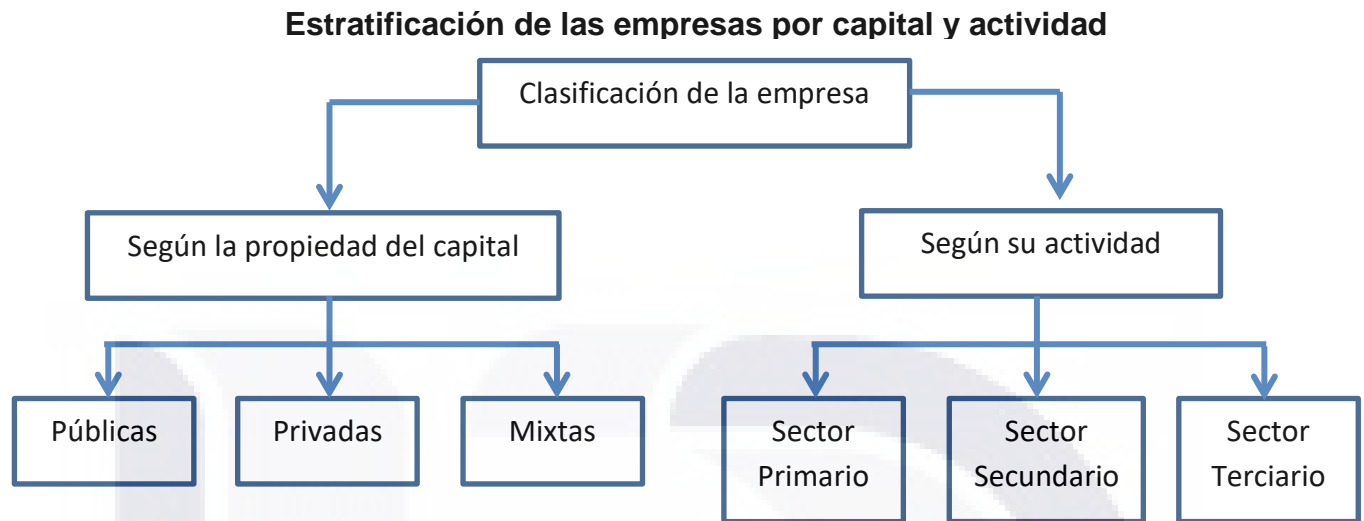 Estratificación de las empresas por capital y actividad
Clasificación de la empresa
Según la propiedad del capital
Según su actividad
Públicas
Privadas
Mixtas
Sector
Primario
Sector
Secundario
Sector
Terciario